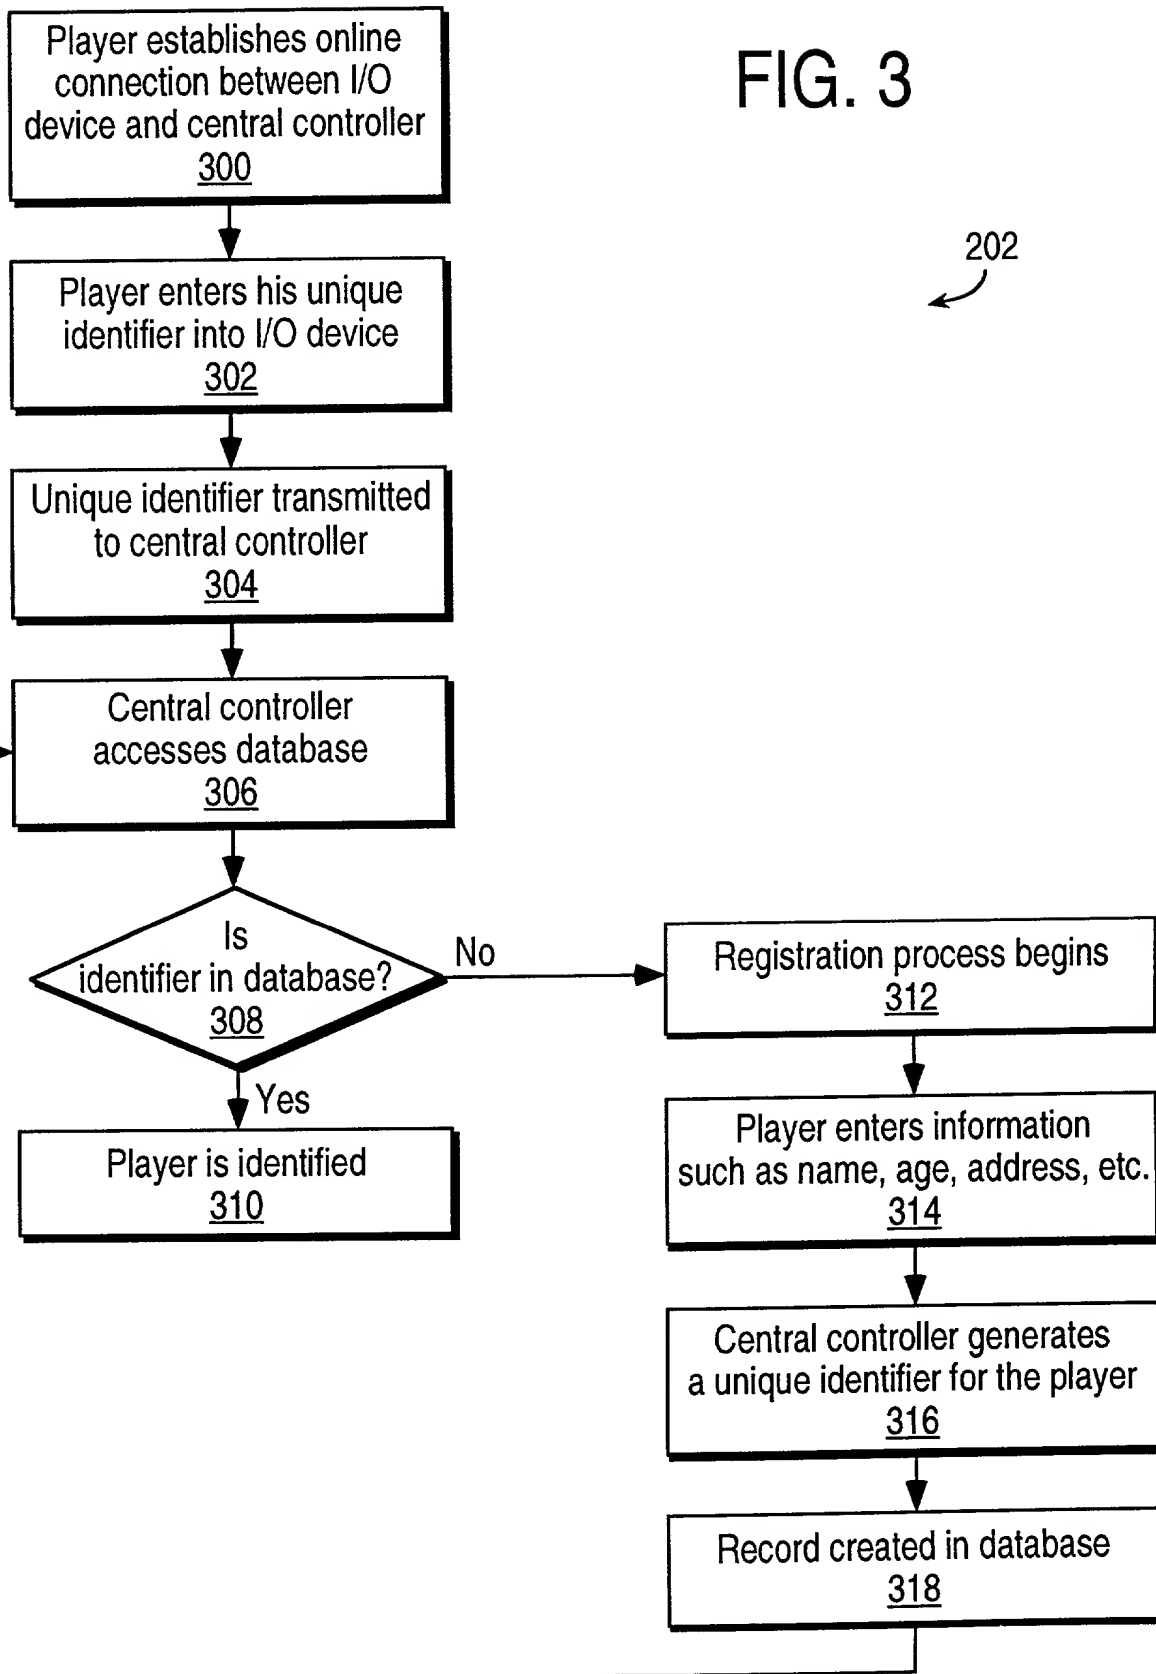 FIG. 3
202
Player establishes online
connection between I/O
device and central controller
300
Player enters his unique
identifier into I/O device
302
Unique identifier transmitted
to central controller
304
Central controller
accesses database
306
Is
identifier in database?
308
No
Yes
Player is identified
310
Registration process begins
312
Player enters information
such as name, age, address, etc.
314
Central controller generates
a unique identifier for the player
316
Record created in database
318